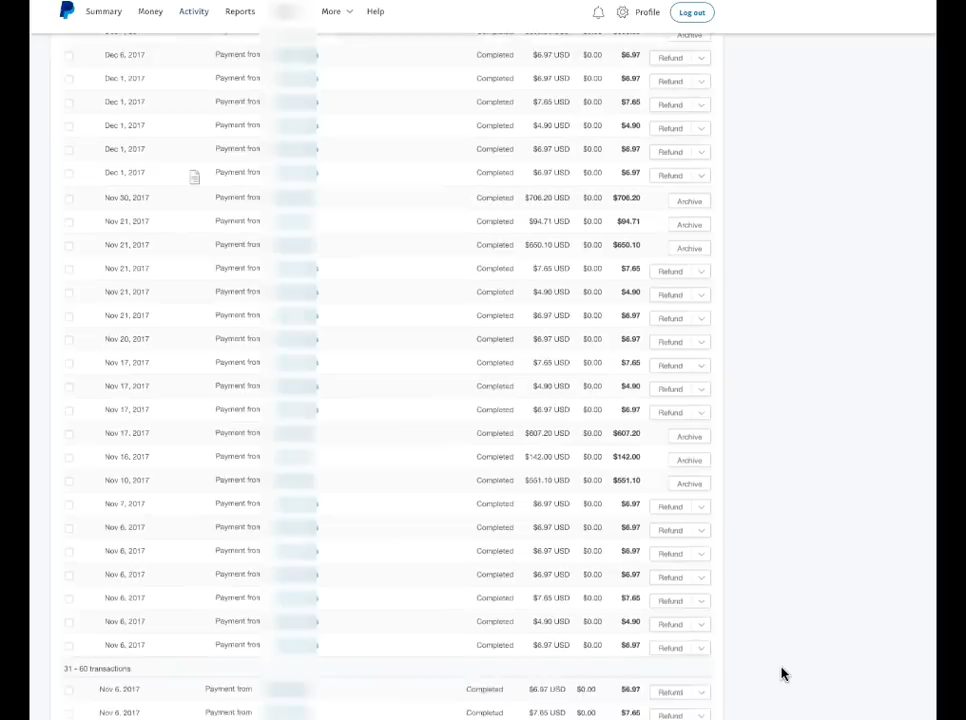 Summary Money Activity Reports More Help Profile Log out
Archive
Dec 6, 2017 Payment from Completed $6.97 USD $0.00 $6.97 Refund
Dec 1, 2017 Payment from Completed $6.97 USD $0.00 $6.97 Refund
Dec 1, 2017 Payment from Completed $7.65 USD $0.00 $7.65 Refund
Dec 1, 2017 Payment from Completed $4.90 USD $0.00 $4.90 Refund
Dec 1, 2017 Payment from Completed $6.97 USD $0.00 $6.97 Refund
Dec 1, 2017 Payment from Completed $6.97 USD $0.00 $6.97 Refund
Nov 30, 2017 Payment from Completed $706.20 USD $0.00 $706.20 Archive
Nov 21, 2017 Payment from Completed $94.71 USD $0.00 $94.71 Archive
Nov 21, 2017 Payment from Completed $650.10 USD $0.00 $650.10 Archive
Nov 21, 2017 Payment from Completed $7.65 USD $0.00 $7.65 Refund
Nov 21, 2017 Payment from Completed $4.90 USD $0.00 $4.90 Refund
Nov 21, 2017 Payment from Completed $6.97 USD $0.00 $6.97 Refund
Nov 20, 2017 Payment from Completed $6.97 USD $0.00 $6.97 Refund
Nov 17, 2017 Payment from Completed $7.65 USD $0.00 $7.65 Refund
Nov 17, 2017 Payment from Completed $4.90 USD $0.00 $4.90 Refund
Nov 17, 2017 Payment from Completed $6.97 USD $0.00 $6.97 Refund
Nov 17, 2017 Payment from Completed $607.20 USD $0.00 $607.20 Archive
Nov 16, 2017 Payment from Completed $142.00 USD $0.00 $142.00 Archive
Nov 10, 2017 Payment from Completed $551.10 USD $0.00 $551.10 Archive
Nov 7, 2017 Payment from Completed $6.97 USD $0.00 $6.97 Refund
Nov 6, 2017 Payment from Completed $6.97 USD $0.00 $6.97 Refund
Nov 6, 2017 Payment from Completed $6.97 USD $0.00 $6.97 Refund
Nov 6, 2017 Payment from Completed $6.97 USD $0.00 $6.97 Refund
Nov 6, 2017 Payment from Completed $7.65 USD $0.00 $7.65 Refund
Nov 6, 2017 Payment from Completed $4.90 USD $0.00 $4.90 Refund
Nov 6, 2017 Payment from Completed $6.97 USD $0.00 $6.97 Refund
31 - 60 transactions
Nov 6, 2017 Payment from Completed $6.97 USD $0.00 $6.97 Refund
Nov 6, 2017 Payment from Completed $7.65 USD $0.00 $7.65 Refund